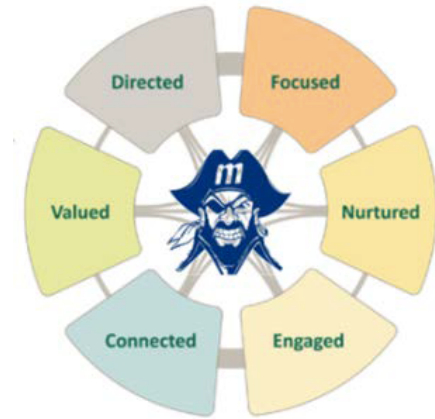 Directed
Focused
Valued
m
Nurtured
Connected
Engaged